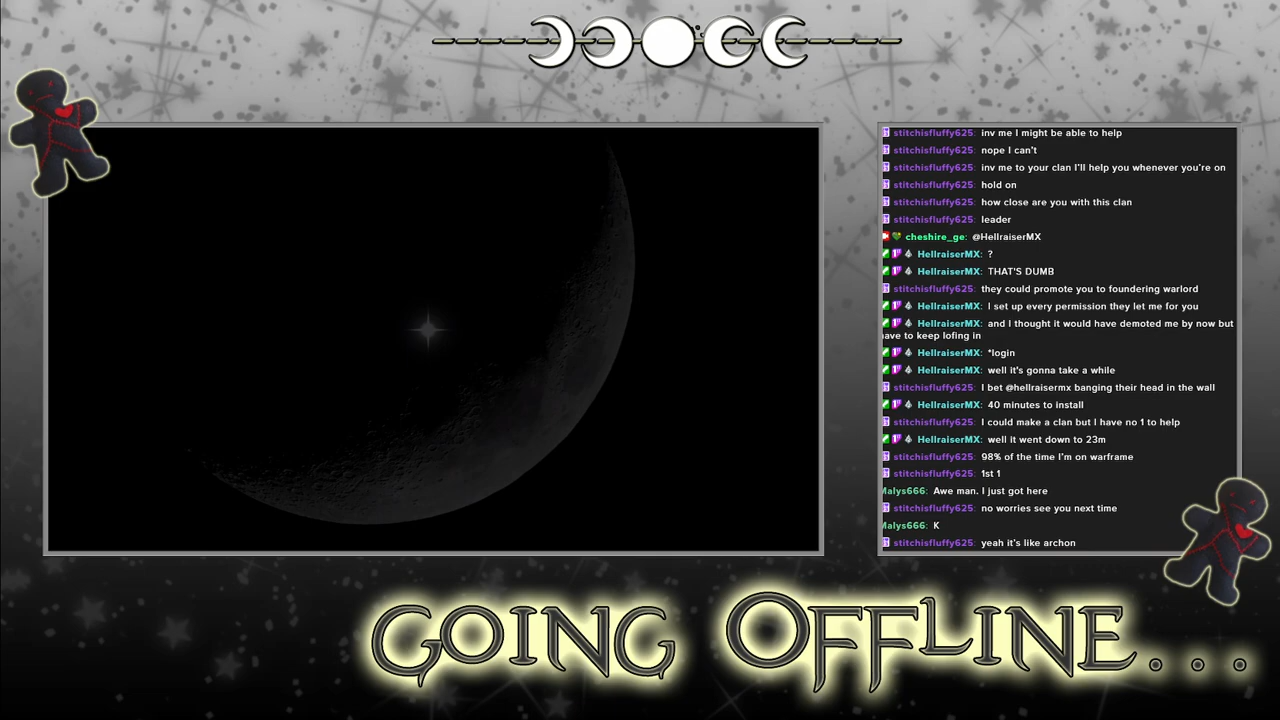 stitchisfluffy625: inv me I might be able to help
stitchisfluffy625: nope I can't
stitchisfluffy625: inv me to your clan I'll help you whenever you're on
stitchisfluffy625: hold on
stitchisfluffy625: how close are you with this clan
stitchisfluffy625: leader
cheshire_ge: @HellraiserMX
HellraiserMX: ?
HellraiserMX: THAT'S DUMB
stitchisfluffy625: they could promote you to foundering warlord
HellraiserMX: I set up every permission they let me for you
HellraiserMX: and I thought it would have demoted me by now but
ave to keep lofing in
HellraiserMX: *login
HellraiserMX: well it's gonna take a while
stitchisfluffy625: I bet @hellraisermx banging their head in the wall
HellraiserMX: 40 minutes to install
stitchisfluffy625: I could make a clan but I have no 1 to help
HellraiserMX: well it went down to 23m
stitchisfluffy625: 98% of the time I'm on warframe
stitchisfluffy625: 1st 1
Malys666: Awe man. I just got here
stitchisfluffy625: no worries see you next time
Malys666: K
stitchisfluffy625: yeah it's like archon
GOING OFFLINE...